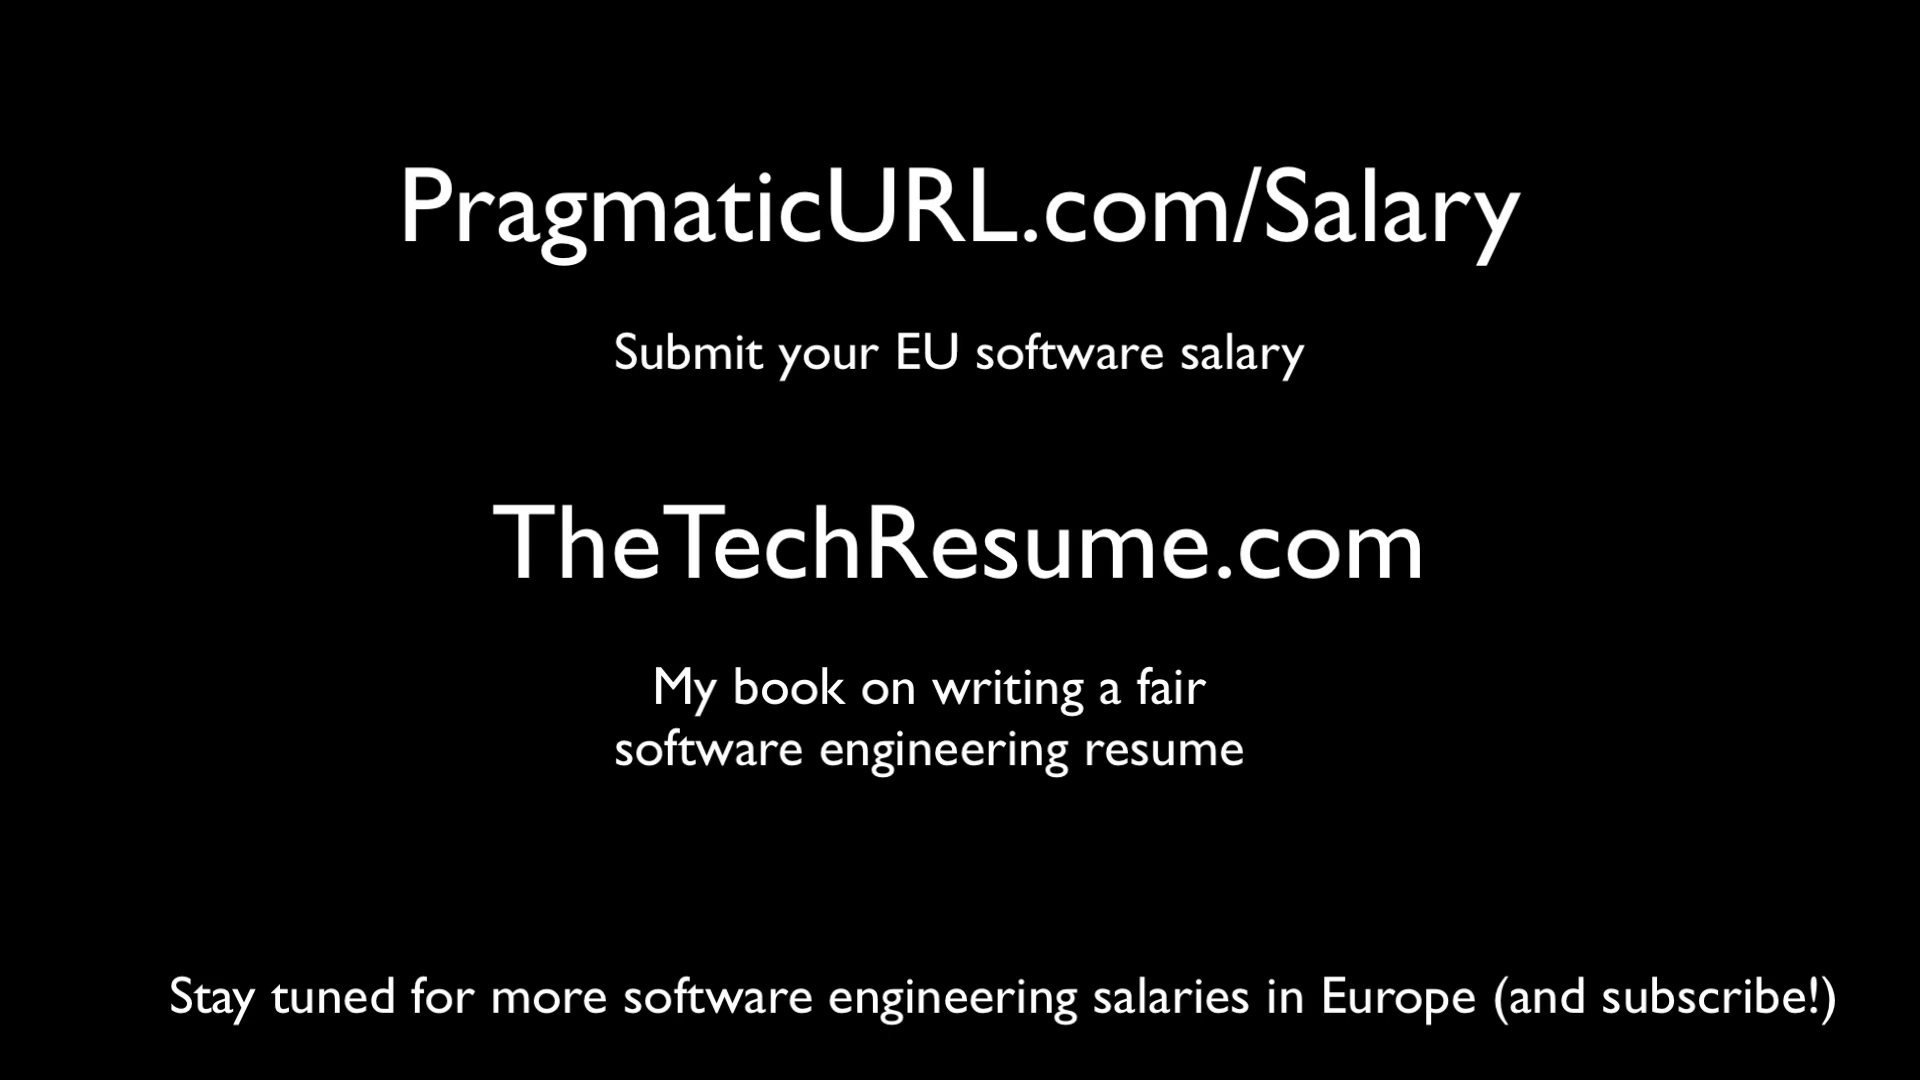 PragmaticURL.com/Salary
Submit your EU software salary
TheTechResume.com
My book on writing a fair
software engineering resume
Stay tuned for more software engineering salaries in Europe (and subscribe!)